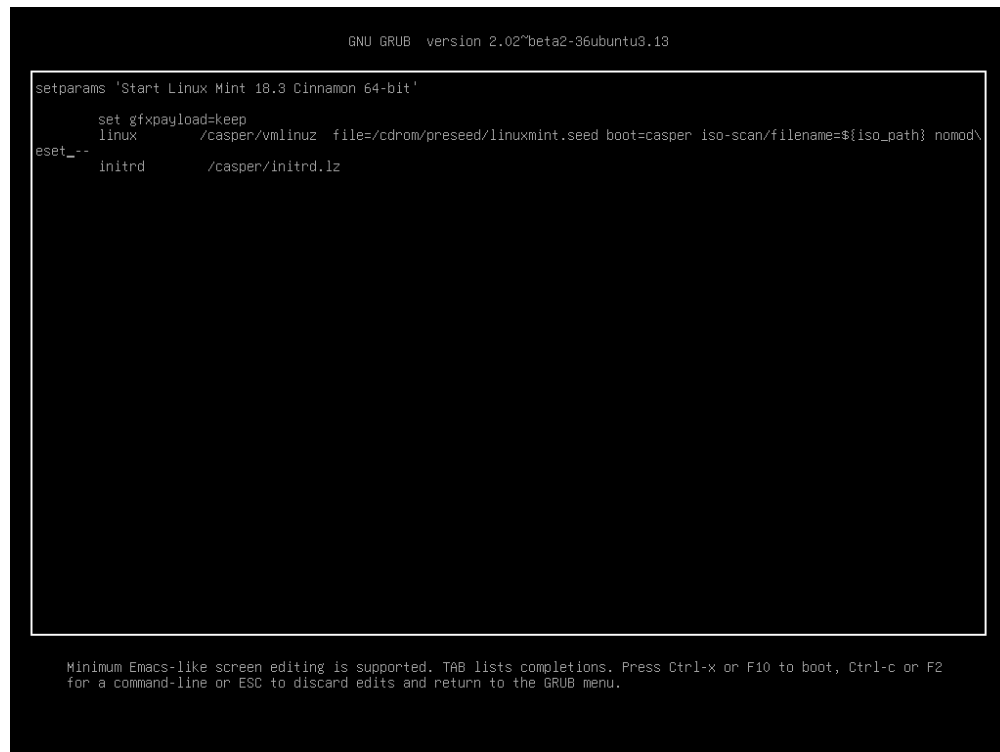 GNU GRUB  version 2.02~beta2-36ubuntu3.13
setparams 'Start Linux Mint 18.3 Cinnamon 64-bit'
set gfxpayload=keep
linux        /casper/vmlinuz  file=/cdrom/preseed/linuxmint.seed boot=casper iso-scan/filename=${iso_path} nomod\
eset_--
initrd        /casper/initrd.lz
Minimum Emacs-like screen editing is supported. TAB lists completions. Press Ctrl-x or F10 to boot, Ctrl-c or F2
for a command-line or ESC to discard edits and return to the GRUB menu.